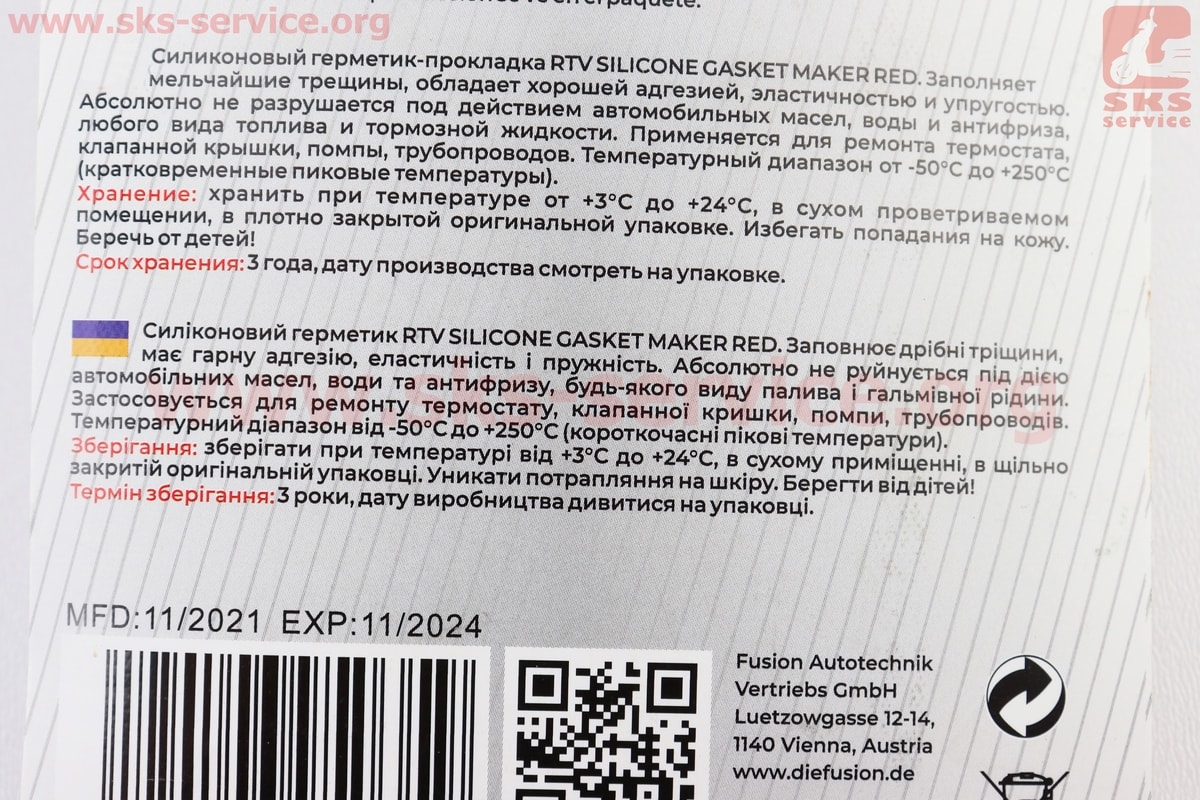 www.sks-service.org
SKS
service
Силиконовый герметик-прокладка RTV SILICONE GASKET MAKER RED. Заполняет
мельчайшие трещины, обладает хорошей адгезией, эластичностью и упругостью.
Абсолютно не разрушается под действием автомобильных масел, воды и антифриза,
любого вида топлива и тормозной жидкости. Применяется для ремонта термостата,
клапанной крышки, помпы, трубопроводов. Температурный диапазон от -50°C до +250°C
(кратковременные пиковые температуры).
Хранение: хранить при температуре от +3°C до +24°C, в сухом проветриваемом
помещении, в плотно закрытой оригинальной упаковке. Избегать попадания на кожу.
Беречь от детей!
Срок хранения: 3 года, дату производства смотреть на упаковке.
Силіконовий герметик RTV SILICONE GASKET MAKER RED. Заповнює дрібні тріщини,
має гарну адгезію, еластичність і пружність. Абсолютно не руйнується під дією
автомобільних масел, води та антифризу, будь-якого виду палива і гальмівної рідини.
Застосовується для ремонту термостату, клапанної кришки, помпи, трубопроводів.
Температурний діапазон від -50°C до +250°C (короткочасні пікові температури).
Зберігання: зберігати при температурі від +3°C до +24°C, в сухому приміщенні, в щільно
закритій оригінальній упаковці. Уникати потрапляння на шкіру. Берегти від дітей!
Термін зберігання: 3 роки, дату виробництва дивитися на упаковці.
www.sks-service.org
MFD:11/2021 EXP:11/2024
Fusion Autotechnik
Vertriebs GmbH
Luetzowgasse 12-14,
1140 Vienna, Austria
www.diefusion.de